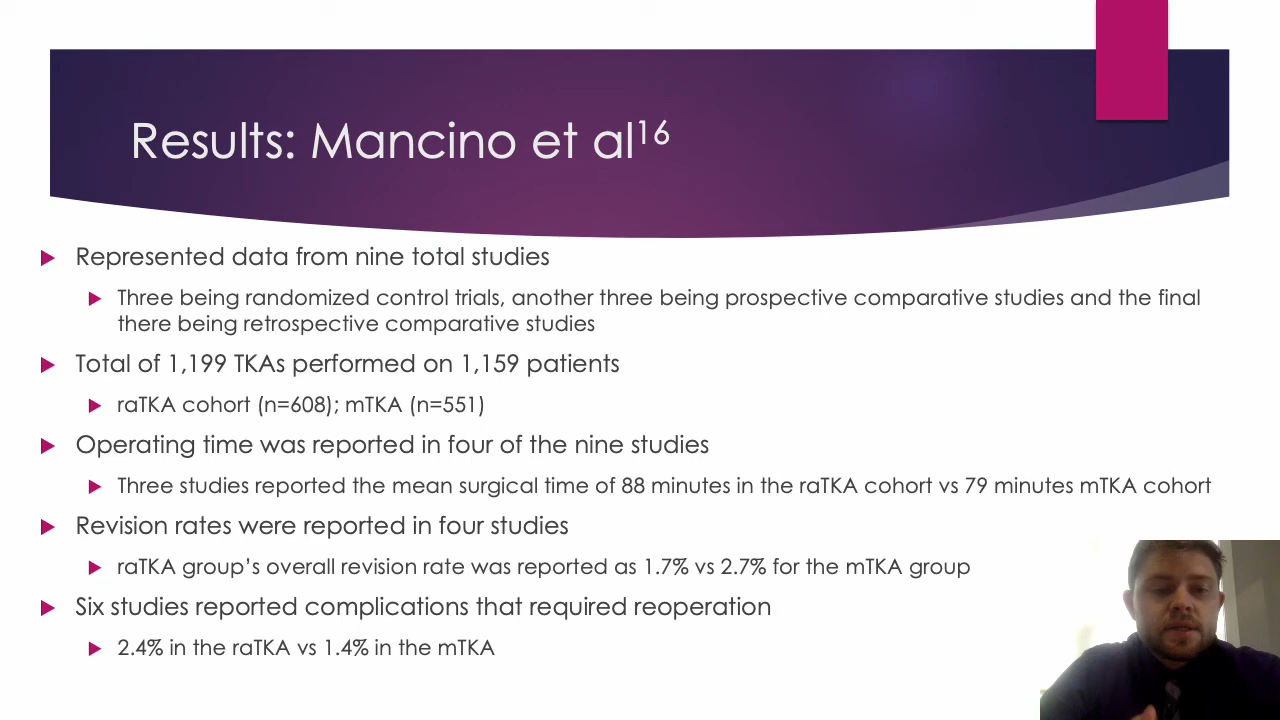 Results: Mancino et al¹⁶
Represented data from nine total studies
Three being randomized control trials, another three being prospective comparative studies and the final
there being retrospective comparative studies
Total of 1,199 TKAs performed on 1,159 patients
raTKA cohort (n=608); mTKA (n=551)
Operating time was reported in four of the nine studies
Three studies reported the mean surgical time of 88 minutes in the raTKA cohort vs 79 minutes mTKA cohort
Revision rates were reported in four studies
raTKA group’s overall revision rate was reported as 1.7% vs 2.7% for the mTKA group
Six studies reported complications that required reoperation
2.4% in the raTKA vs 1.4% in the mTKA